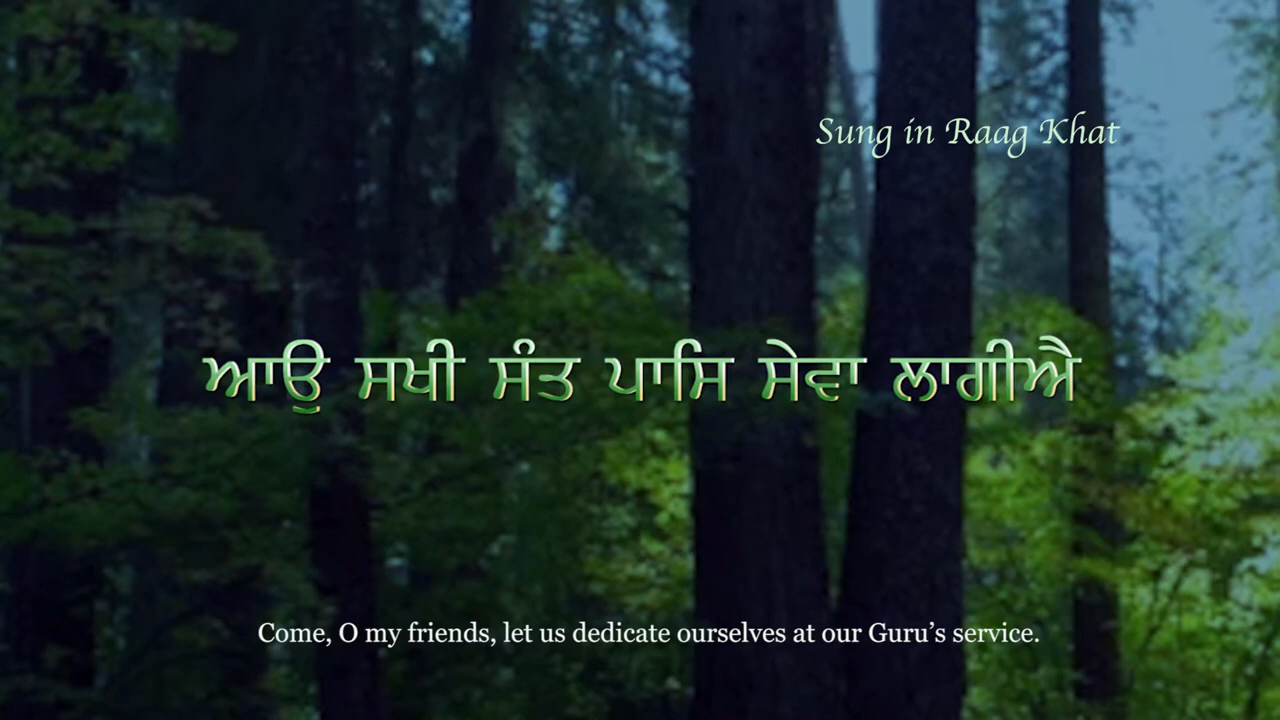 Sung in Raag Khat
ਆਉ ਸਖੀ ਸੰਤ ਪਾਸਿ ਸੇਵਾ ਲਾਗੀਐ
Come, O my friends, let us dedicate ourselves at our Guru’s service.